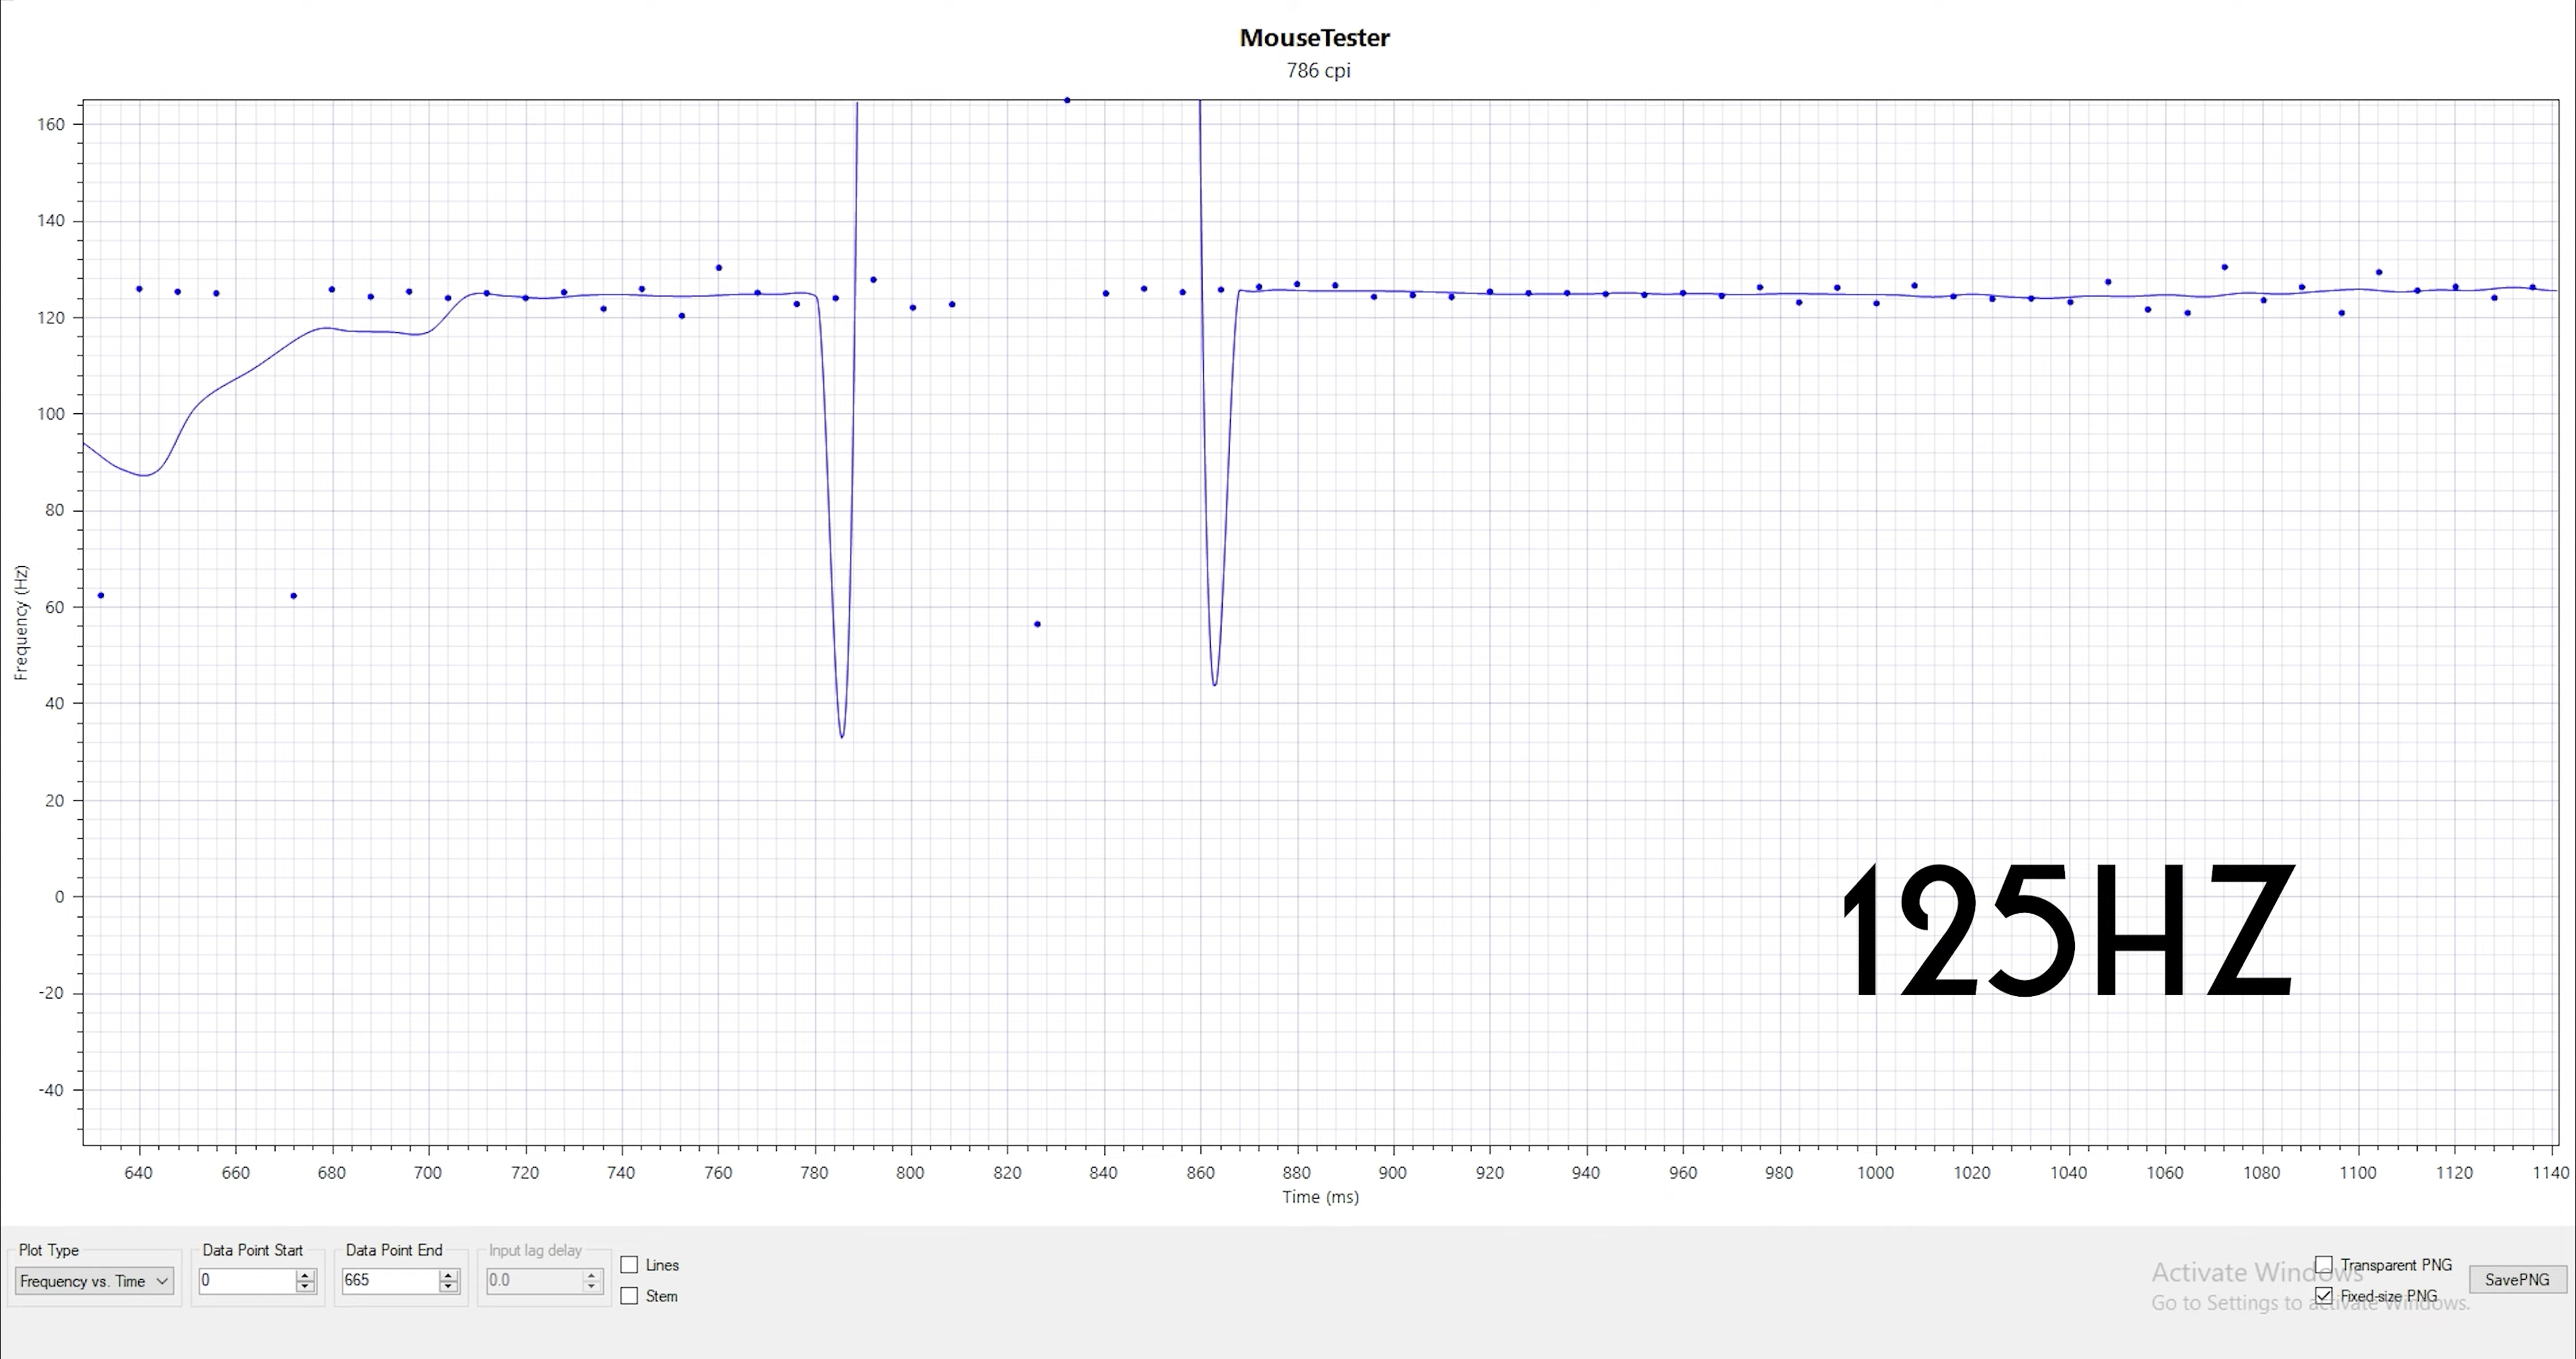 MouseTester
786 cpi
160
140
120
100
80
60
40
20
0
-20
-40
Frequency (Hz)
125HZ
640 660 680 700 720 740 760 780 800 820 840 860 880 900 920 940 960 980 1000 1020 1040 1060 1080 1100 1120 1140
Time (ms)
Plot Type
Frequency vs. Time
Data Point Start
0
Data Point End
665
Input lag delay
0.0
Lines
Stem
Activate Windows
Go to Settings to activate Windows.
Transparent PNG
Fixed-size PNG
SavePNG